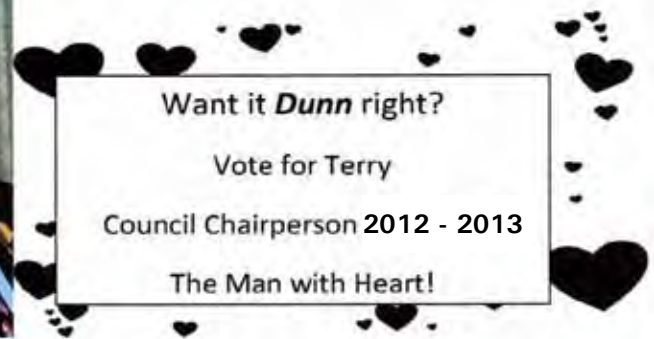 Want it Dunn right?
Vote for Terry
Council Chairperson 2012 - 2013
The Man with Heart!